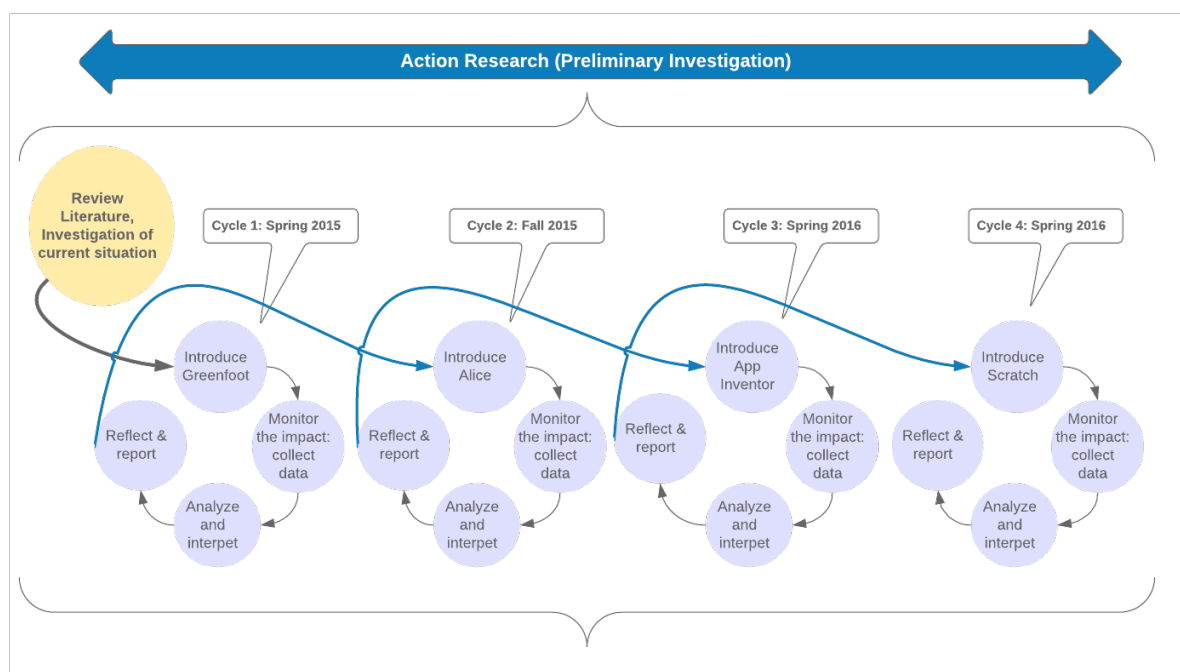 Action Research (Preliminary Investigation)
Review
Literature,
Investigation of
current situation
Cycle 1: Spring 2015
Cycle 2: Fall 2015
Cycle 3: Spring 2016
Cycle 4: Spring 2016
Introduce
Greenfoot
Monitor
the impact:
collect
data
Analyze
and
interpet
Reflect &
report
Introduce
Alice
Monitor
the impact:
collect
data
Analyze
and
interpet
Reflect &
report
Introduce
App
Inventor
Monitor
the impact:
collect
data
Analyze
and
interpet
Reflect &
report
Introduce
Scratch
Monitor
the impact:
collect
data
Analyze
and
interpet
Reflect &
report